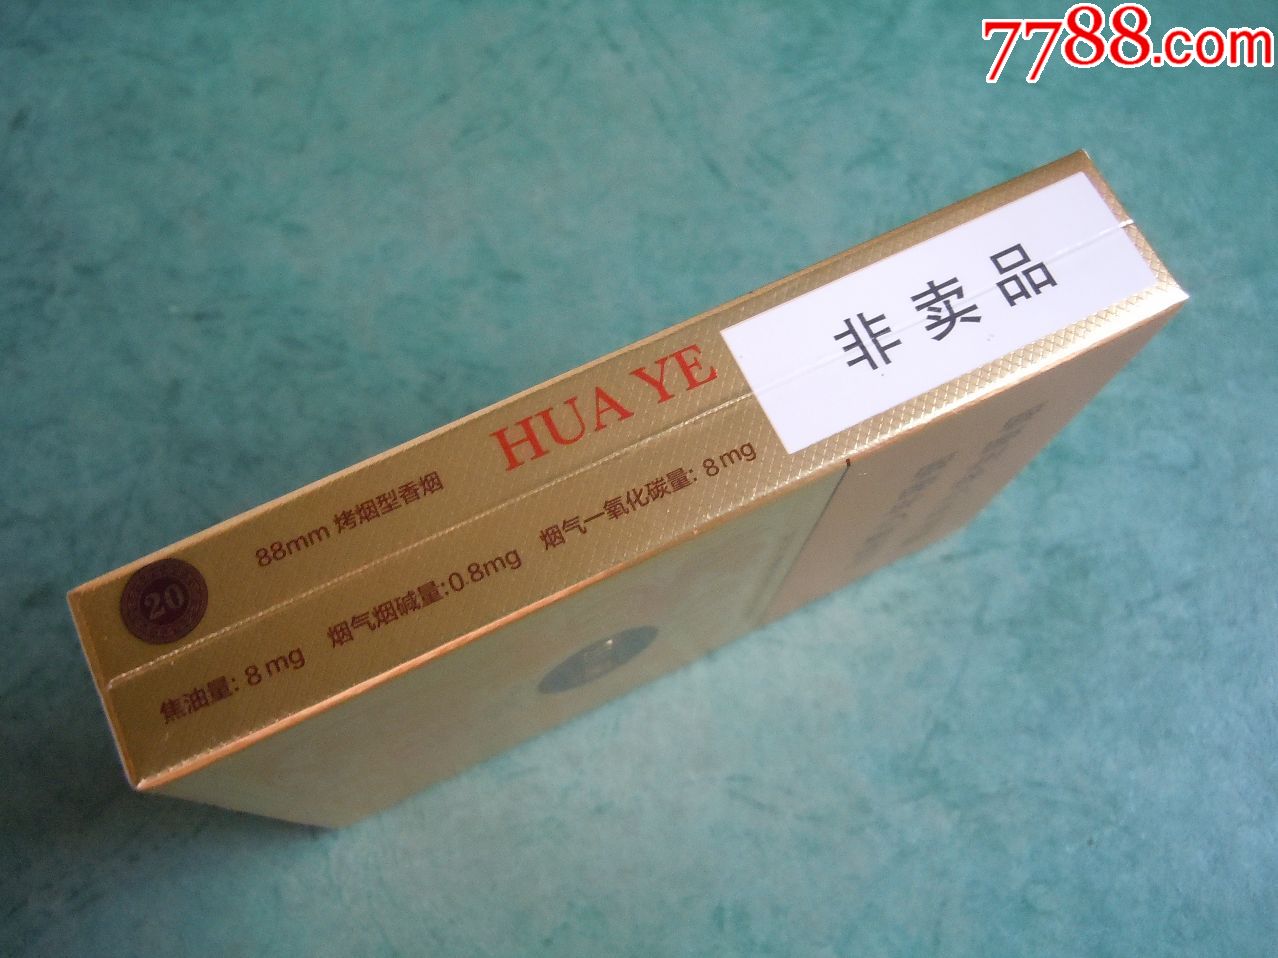 7788.com
非卖品
HUA YE
88mm 烤烟型香烟
20
焦油量: 8mg 烟气烟碱量:0.8mg 烟气一氧化碳量: 8mg